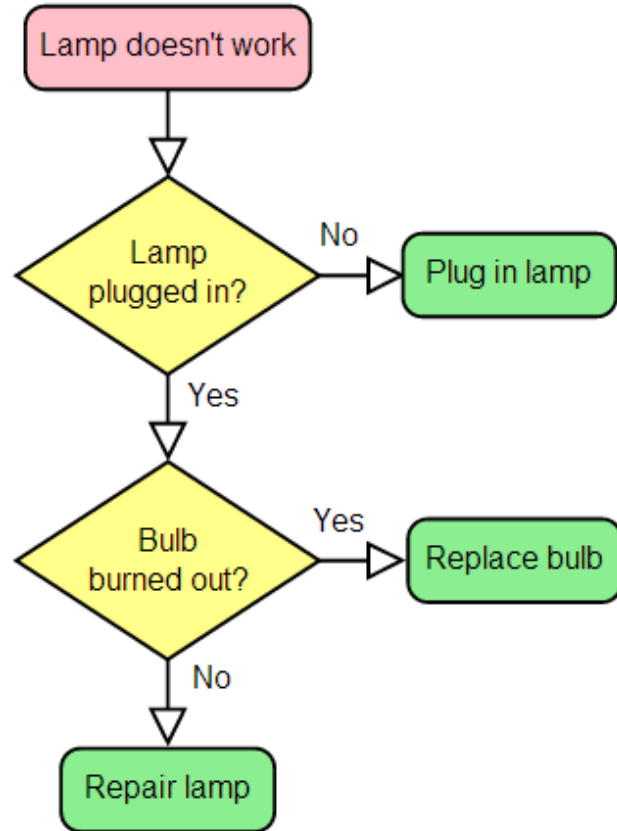 Lamp doesn't work
Lamp
plugged in?
No
Plug in lamp
Yes
Bulb
burned out?
Yes
Replace bulb
No
Repair lamp